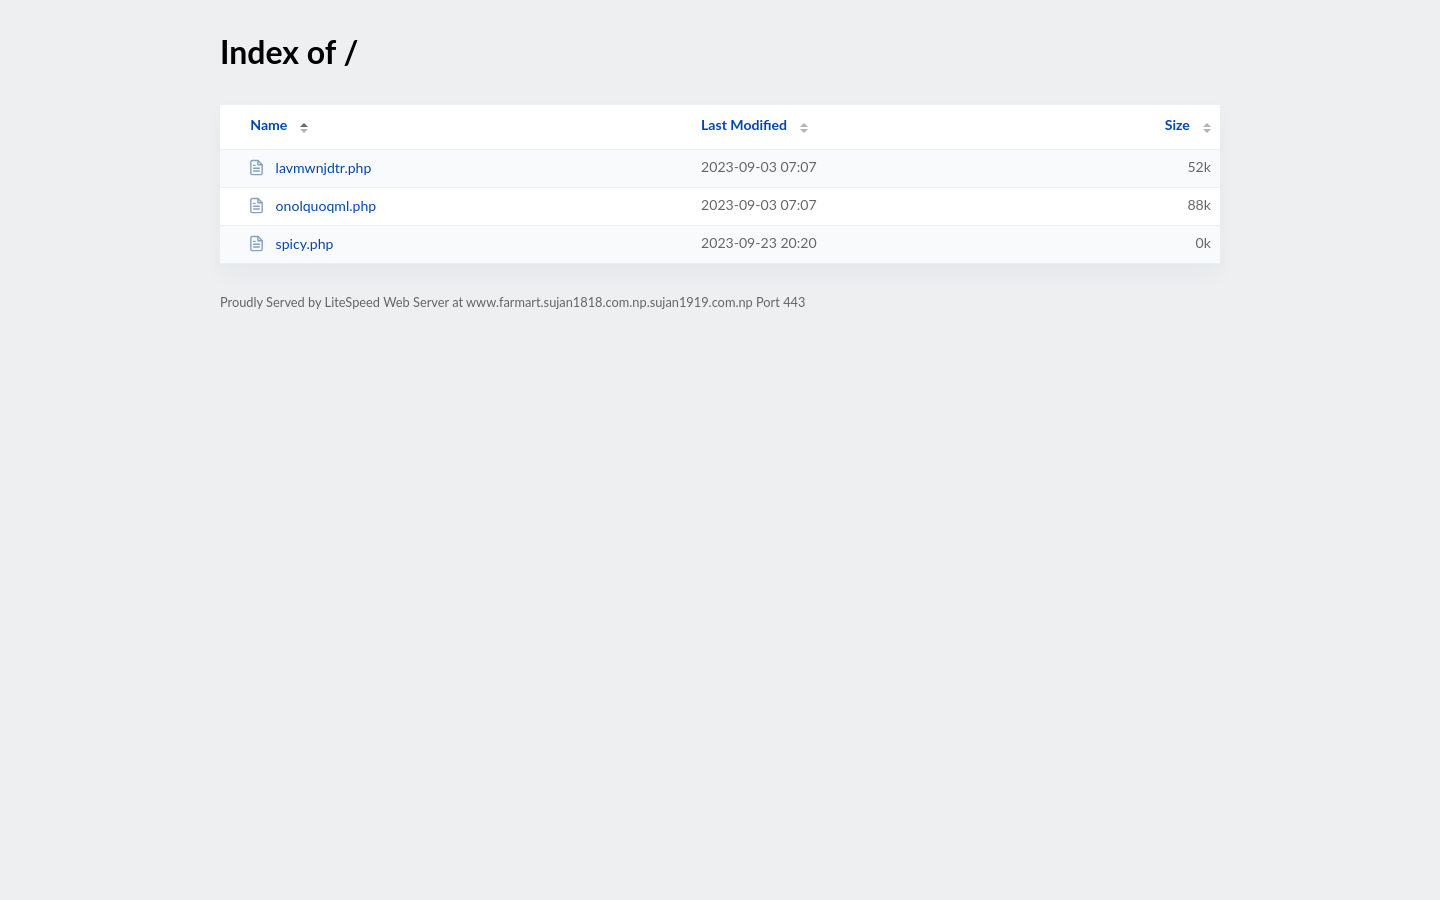 Index of /
Name Last Modified Size
lavmwnjdtr.php 2023-09-03 07:07 52k
onolquoqml.php 2023-09-03 07:07 88k
spicy.php 2023-09-23 20:20 0k
Proudly Served by LiteSpeed Web Server at www.farmart.sujan1818.com.np.sujan1919.com.np Port 443